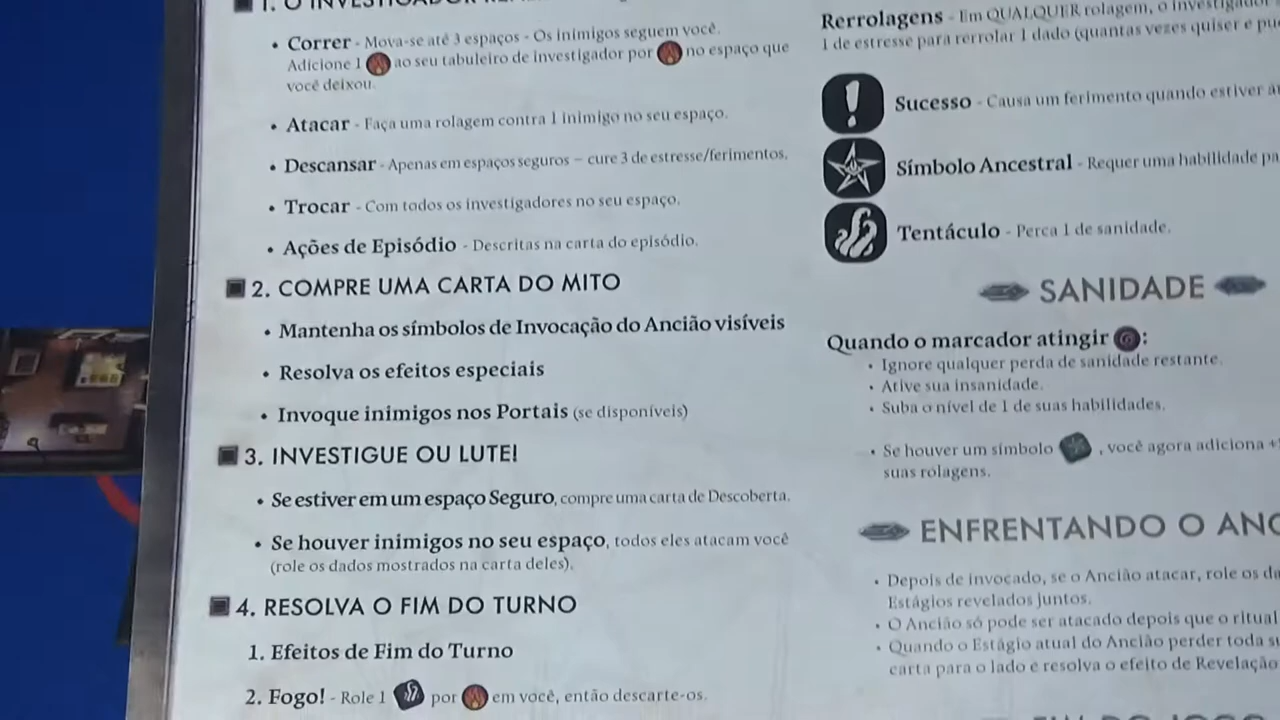 1. O INVESTIGADOR
• Correr - Mova-se até 3 espaços - Os inimigos seguem você.
Adicione 1 ao seu tabuleiro de investigador por no espaço que
você deixou.
• Atacar - Faça uma rolagem contra 1 inimigo no seu espaço.
• Descansar - Apenas em espaços seguros – cure 3 de estresse/ferimentos.
• Trocar - Com todos os investigadores no seu espaço.
• Ações de Episódio - Descritas na carta do episódio.
2. COMPRE UMA CARTA DO MITO
• Mantenha os símbolos de Invocação do Ancião visíveis
• Resolva os efeitos especiais
• Invoque inimigos nos Portais (se disponíveis)
3. INVESTIGUE OU LUTE!
• Se estiver em um espaço Seguro, compre uma carta de Descoberta.
• Se houver inimigos no seu espaço, todos eles atacam você
(role os dados mostrados na carta deles).
4. RESOLVA O FIM DO TURNO
1. Efeitos de Fim do Turno
2. Fogo! - Role 1 por em você, então descarte-os.
Rerrolagens - Em QUALQUER rolagem, o investigador
1 de estresse para rerrolar 1 dado (quantas vezes quiser e
Sucesso - Causa um ferimento quando estiver
Símbolo Ancestral - Requer uma habilidade
Tentáculo - Perca 1 de sanidade.
SANIDADE
Quando o marcador atingir :
• Ignore qualquer perda de sanidade restante.
• Ative sua insanidade.
• Suba o nível de 1 de suas habilidades.
• Se houver um símbolo , você agora adiciona
suas rolagens.
ENFRENTANDO O
• Depois de invocado, se o Ancião atacar, role os
Estágios revelados juntos.
• O Ancião só pode ser atacado depois que o ritual
• Quando o Estágio atual do Ancião perder toda
carta para o lado e resolva o efeito de Revelação